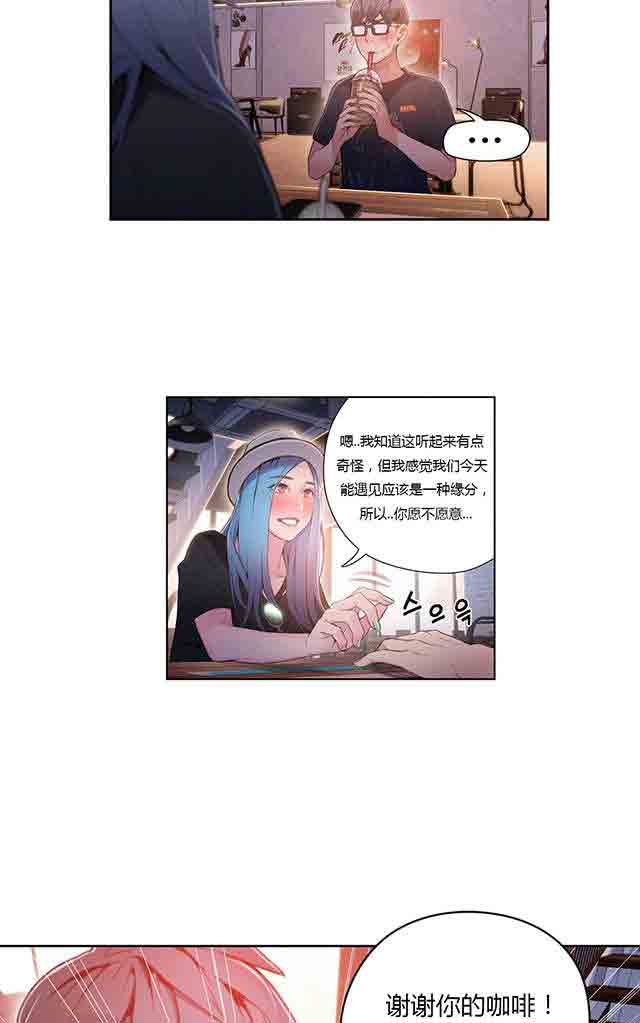 ...
嗯..我知道这听起来有点
奇怪，但我感觉我们今天
能遇见应该是一种缘分，
所以..你愿不愿意...
스으윽
谢谢你的咖啡！